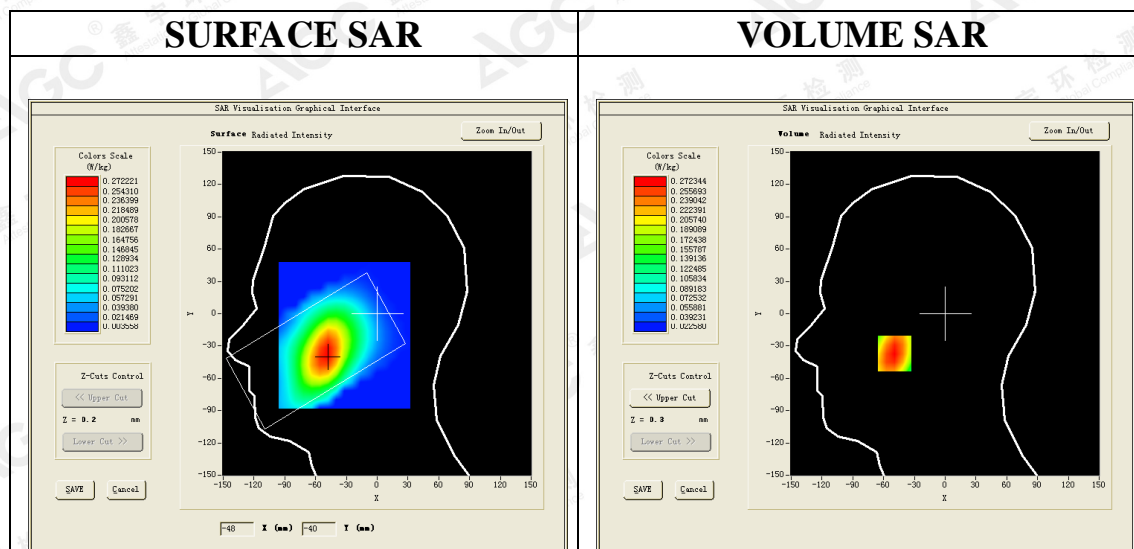 SURFACE SAR
VOLUME SAR
SAR Visualisation Graphical Interface
Surface Radiated Intensity
Zoom In/Out
Colors Scale
(W/kg)
0.272221
0.254310
0.236399
0.218489
0.200578
0.182667
0.164756
0.146845
0.128934
0.111023
0.093112
0.075202
0.057291
0.039380
0.021469
0.003558
150
120
90
60
30
0
-30
-60
-90
-120
-150
Y
-150 -120 -90 -60 -30 0 30 60 90 120 150
X
Z-Cuts Control
<< Upper Cut
Z = 0.2 mm
Lower Cut >>
SAVE
Cancel
-48 X (mm) -40 Y (mm)
SAR Visualisation Graphical Interface
Volume Radiated Intensity
Zoom In/Out
Colors Scale
(W/kg)
0.272344
0.255693
0.239042
0.222391
0.205740
0.189089
0.172438
0.155787
0.139136
0.122485
0.105834
0.089183
0.072532
0.055881
0.039231
0.022580
150
120
90
60
30
0
-30
-60
-90
-120
-150
Y
-150 -120 -90 -60 -30 0 30 60 90 120 150
X
Z-Cuts Control
<< Upper Cut
Z = 0.3 mm
Lower Cut >>
SAVE
Cancel